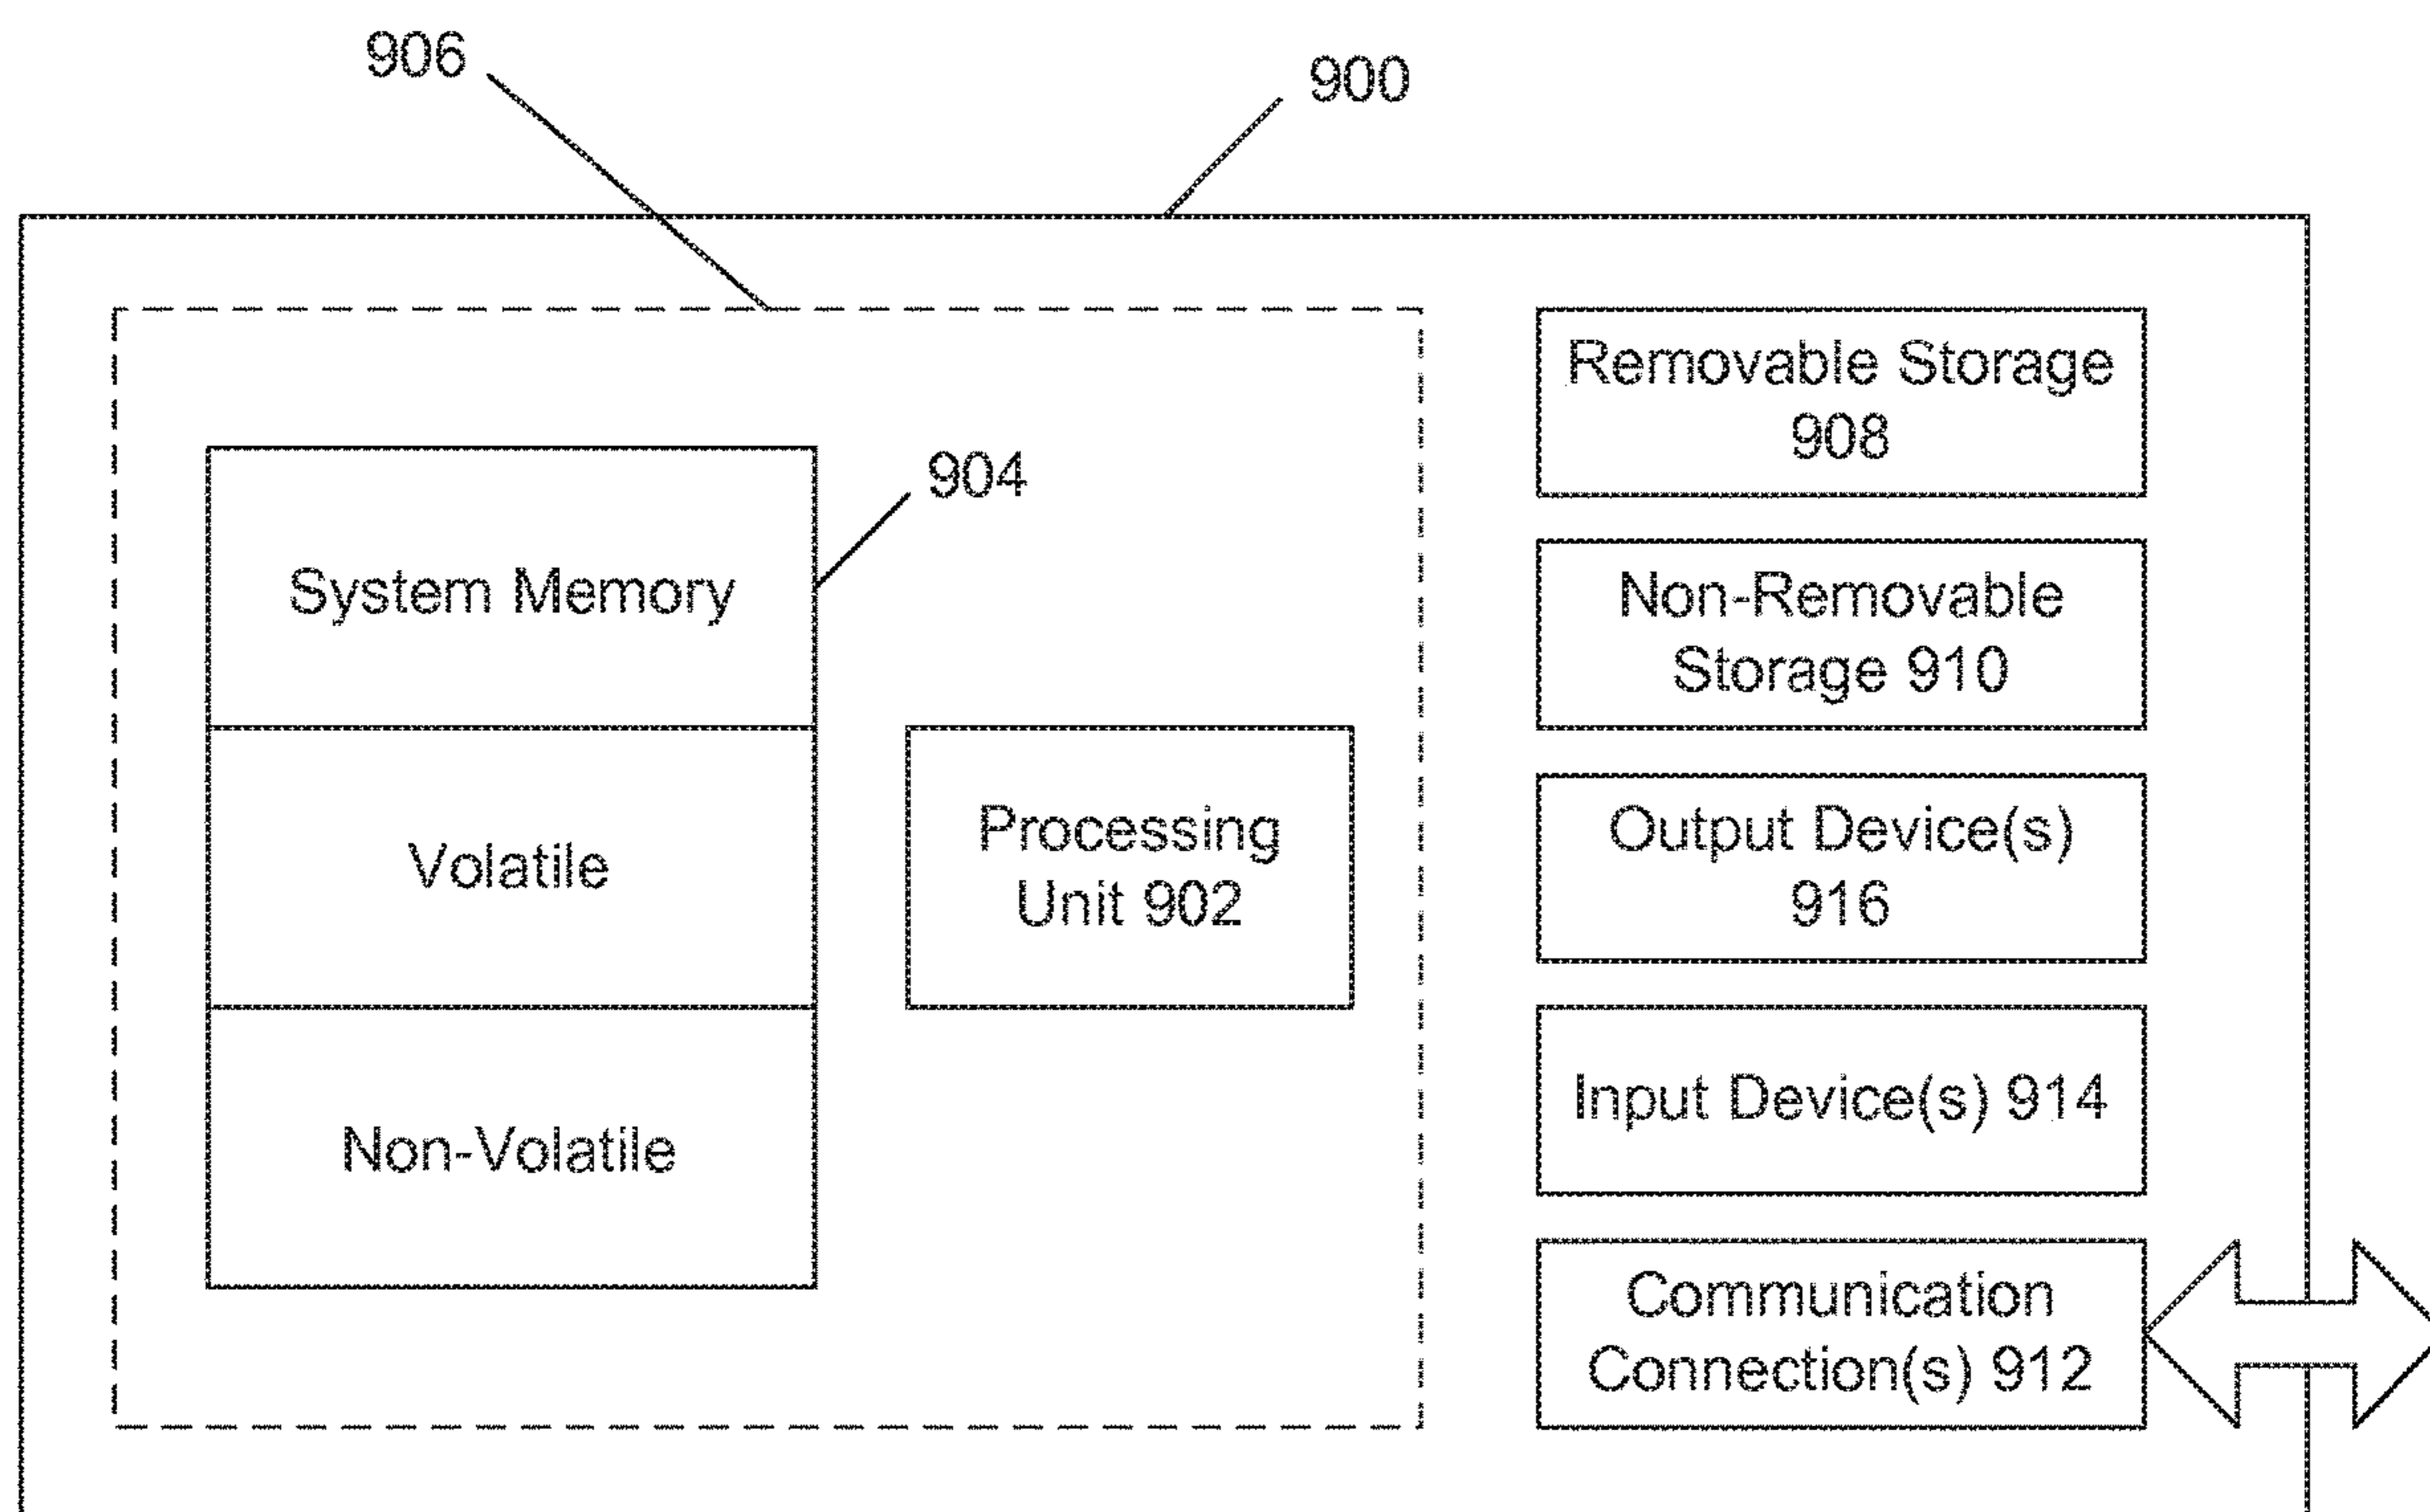 906
900
Removable Storage
908
904
System Memory
Non-Removable
Storage 910
Volatile
Processing
Unit 902
Output Device(s)
916
Non-Volatile
Input Device(s) 914
Communication
Connection(s) 912